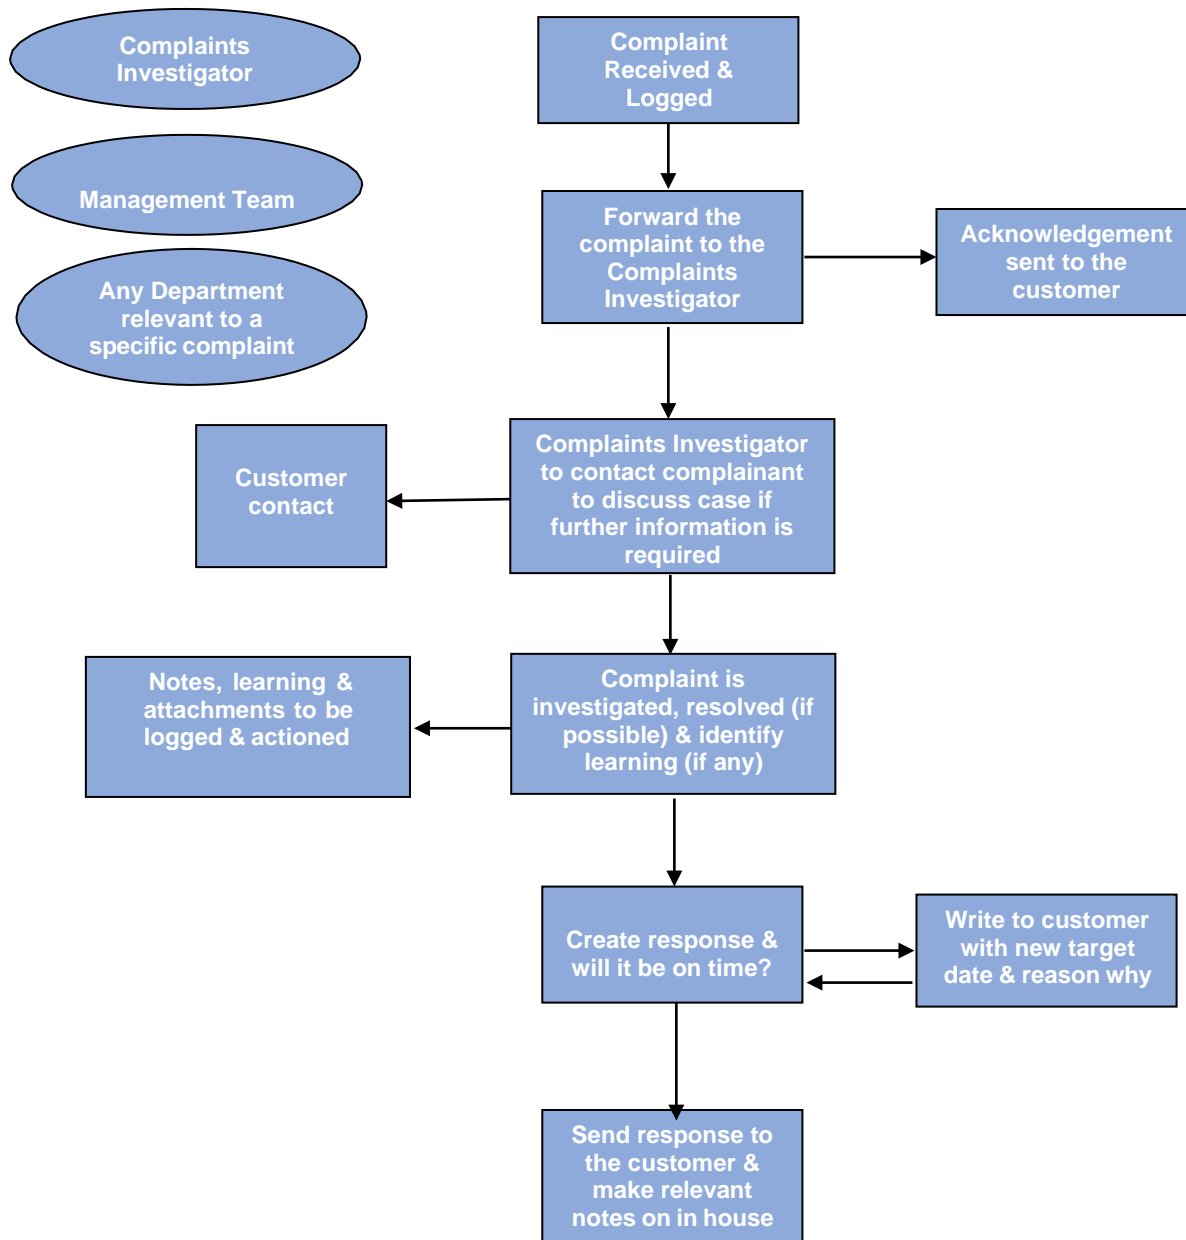 Complaints
Investigator
Management Team
Any Department
relevant to a
specific complaint
Complaint
Received &
Logged
Forward the
complaint to the
Complaints
Investigator
Acknowledgement
sent to the
customer
Complaints Investigator
to contact complainant
to discuss case if
further information is
required
Customer
contact
Complaint is
investigated, resolved (if
possible) & identify
learning (if any)
Notes, learning &
attachments to be
logged & actioned
Create response &
will it be on time?
Write to customer
with new target
date & reason why
Send response to
the customer &
make relevant
notes on in house